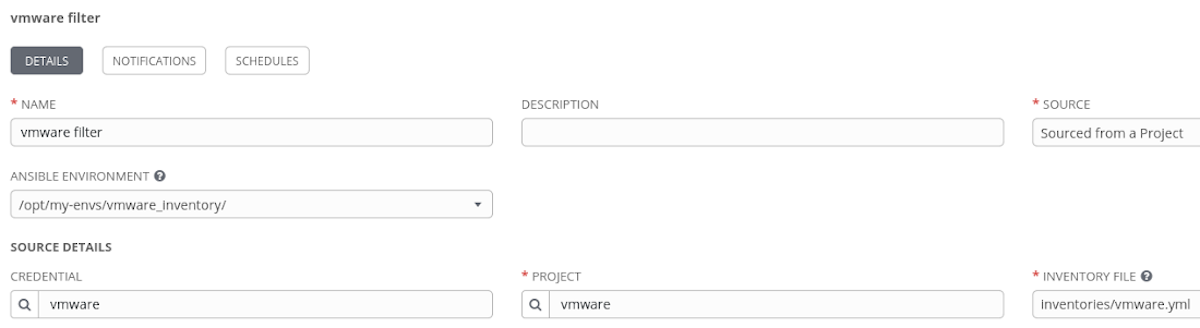 vmware filter
DETAILS NOTIFICATIONS SCHEDULES
* NAME DESCRIPTION * SOURCE
vmware filter Sourced from a Project
ANSIBLE ENVIRONMENT ?
/opt/my-envs/vmware_inventory/
SOURCE DETAILS
CREDENTIAL * PROJECT * INVENTORY FILE ?
vmware vmware inventories/vmware.yml